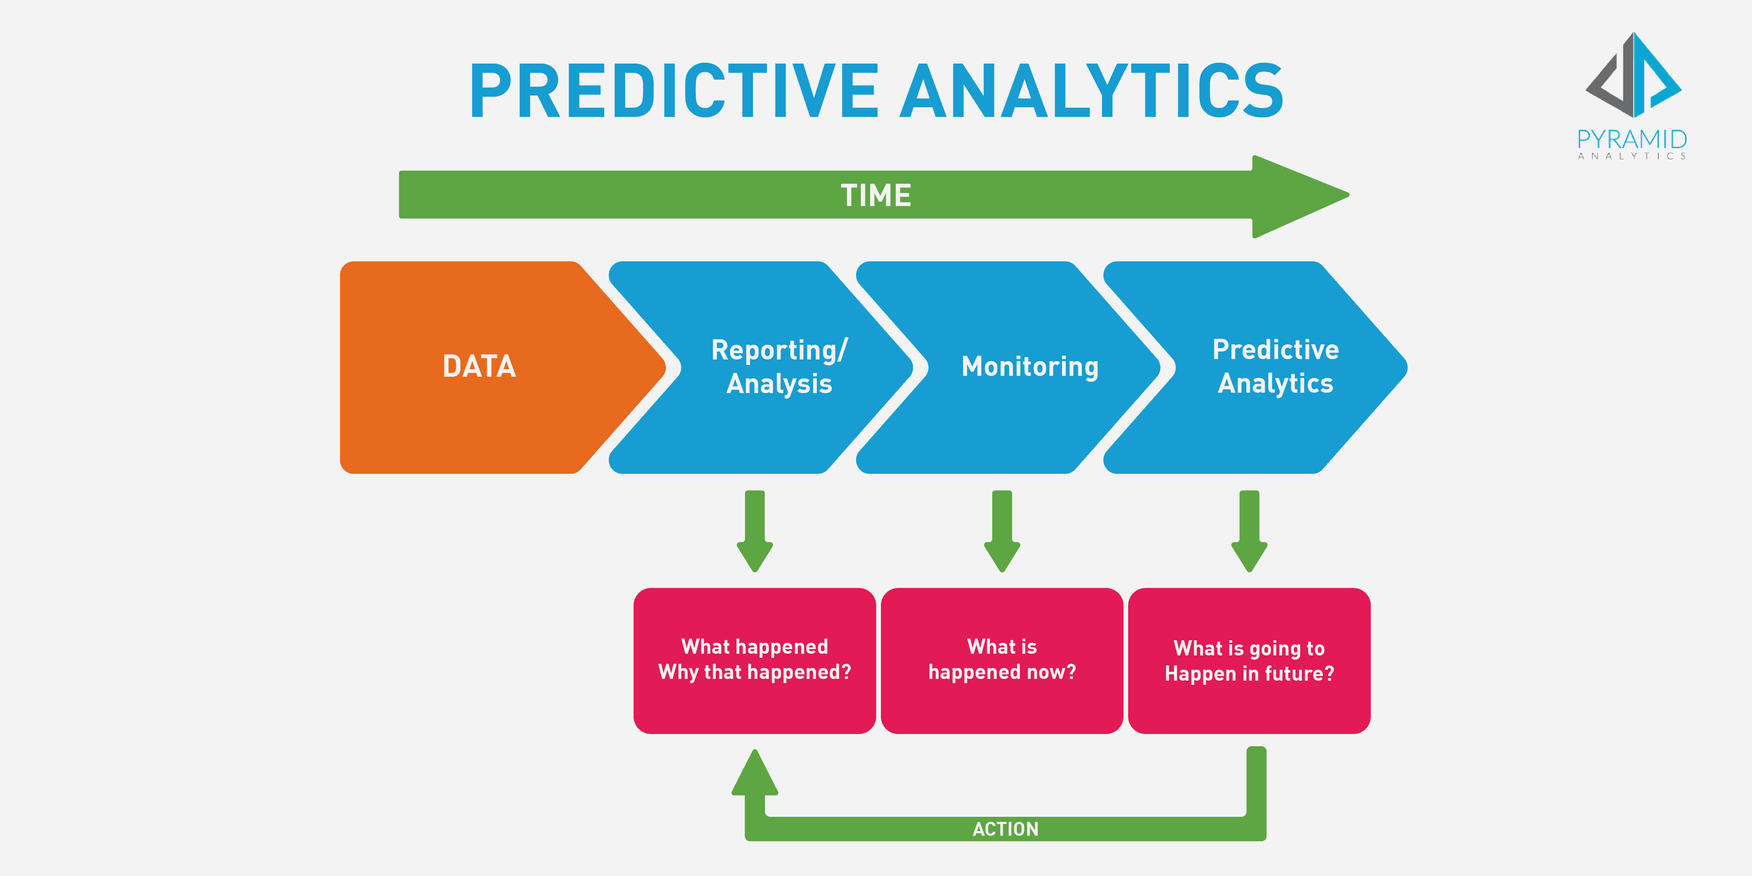 PREDICTIVE ANALYTICS
PYRAMID
ANALYTICS
TIME
DATA
Reporting/
Analysis
Monitoring
Predictive
Analytics
What happened
Why that happened?
What is
happened now?
What is going to
Happen in future?
ACTION